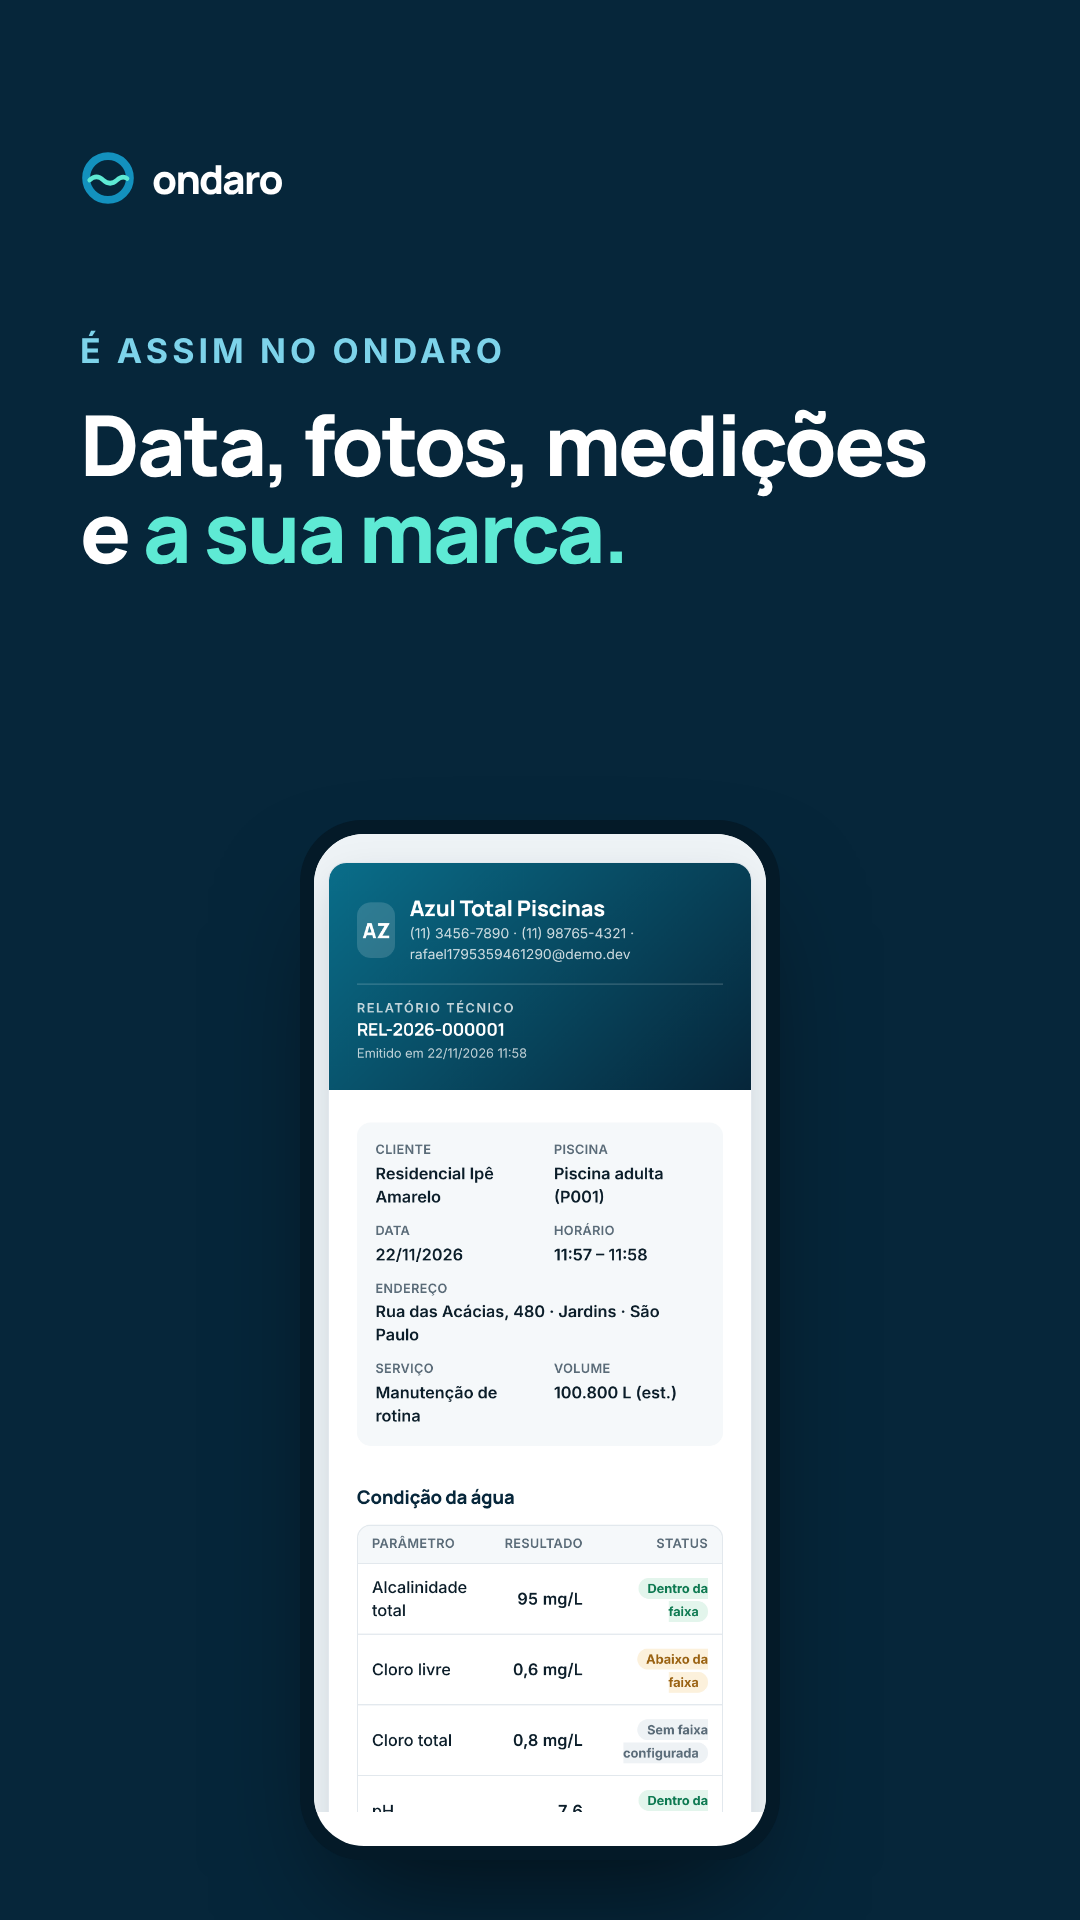 ondaro
É ASSIM NO ONDARO
Data, fotos, medições
e a sua marca.
AZ
Azul Total Piscinas
(11) 3456-7890 · (11) 98765-4321 ·
rafael1795359461290@demo.dev
RELATÓRIO TÉCNICO
REL-2026-000001
Emitido em 22/11/2026 11:58
CLIENTE
Residencial Ipê
Amarelo
PISCINA
Piscina adulta
(P001)
DATA
22/11/2026
HORÁRIO
11:57 – 11:58
ENDEREÇO
Rua das Acácias, 480 · Jardins · São
Paulo
SERVIÇO
Manutenção de
rotina
VOLUME
100.800 L (est.)
Condição da água
PARÂMETRO RESULTADO STATUS
Alcalinidade
total
95 mg/L
Dentro da
faixa
Cloro livre
0,6 mg/L
Abaixo da
faixa
Cloro total
0,8 mg/L
Sem faixa
configurada
pH
7,6
Dentro da